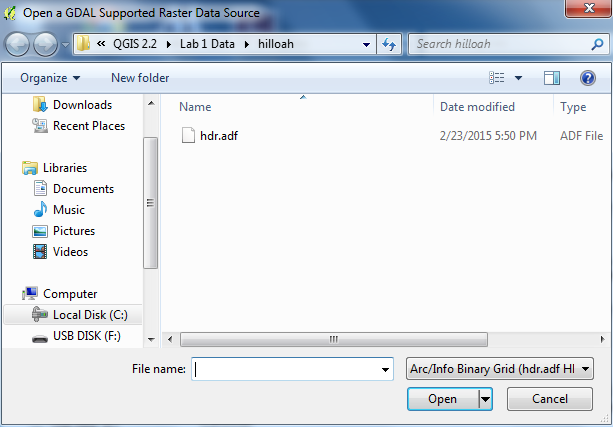 Open a GDAL Supported Raster Data Source
« QGIS 2.2 Lab 1 Data hilloah
Search hilloah
Organize New folder
Downloads
Recent Places
Libraries
Documents
Music
Pictures
Videos
Computer
Local Disk (C:)
USB DISK (F:)
Name Date modified Type
hdr.adf 2/23/2015 5:50 PM ADF File
File name:
Arc/Info Binary Grid (hdr.adf HI
Open Cancel